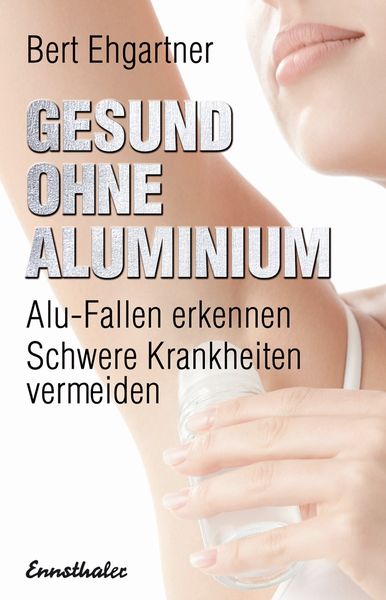 Bert Ehgartner
GESUND
OHNE
ALUMINIUM
Alu-Fallen erkennen
Schwere Krankheiten
vermeiden
Ennsthaler